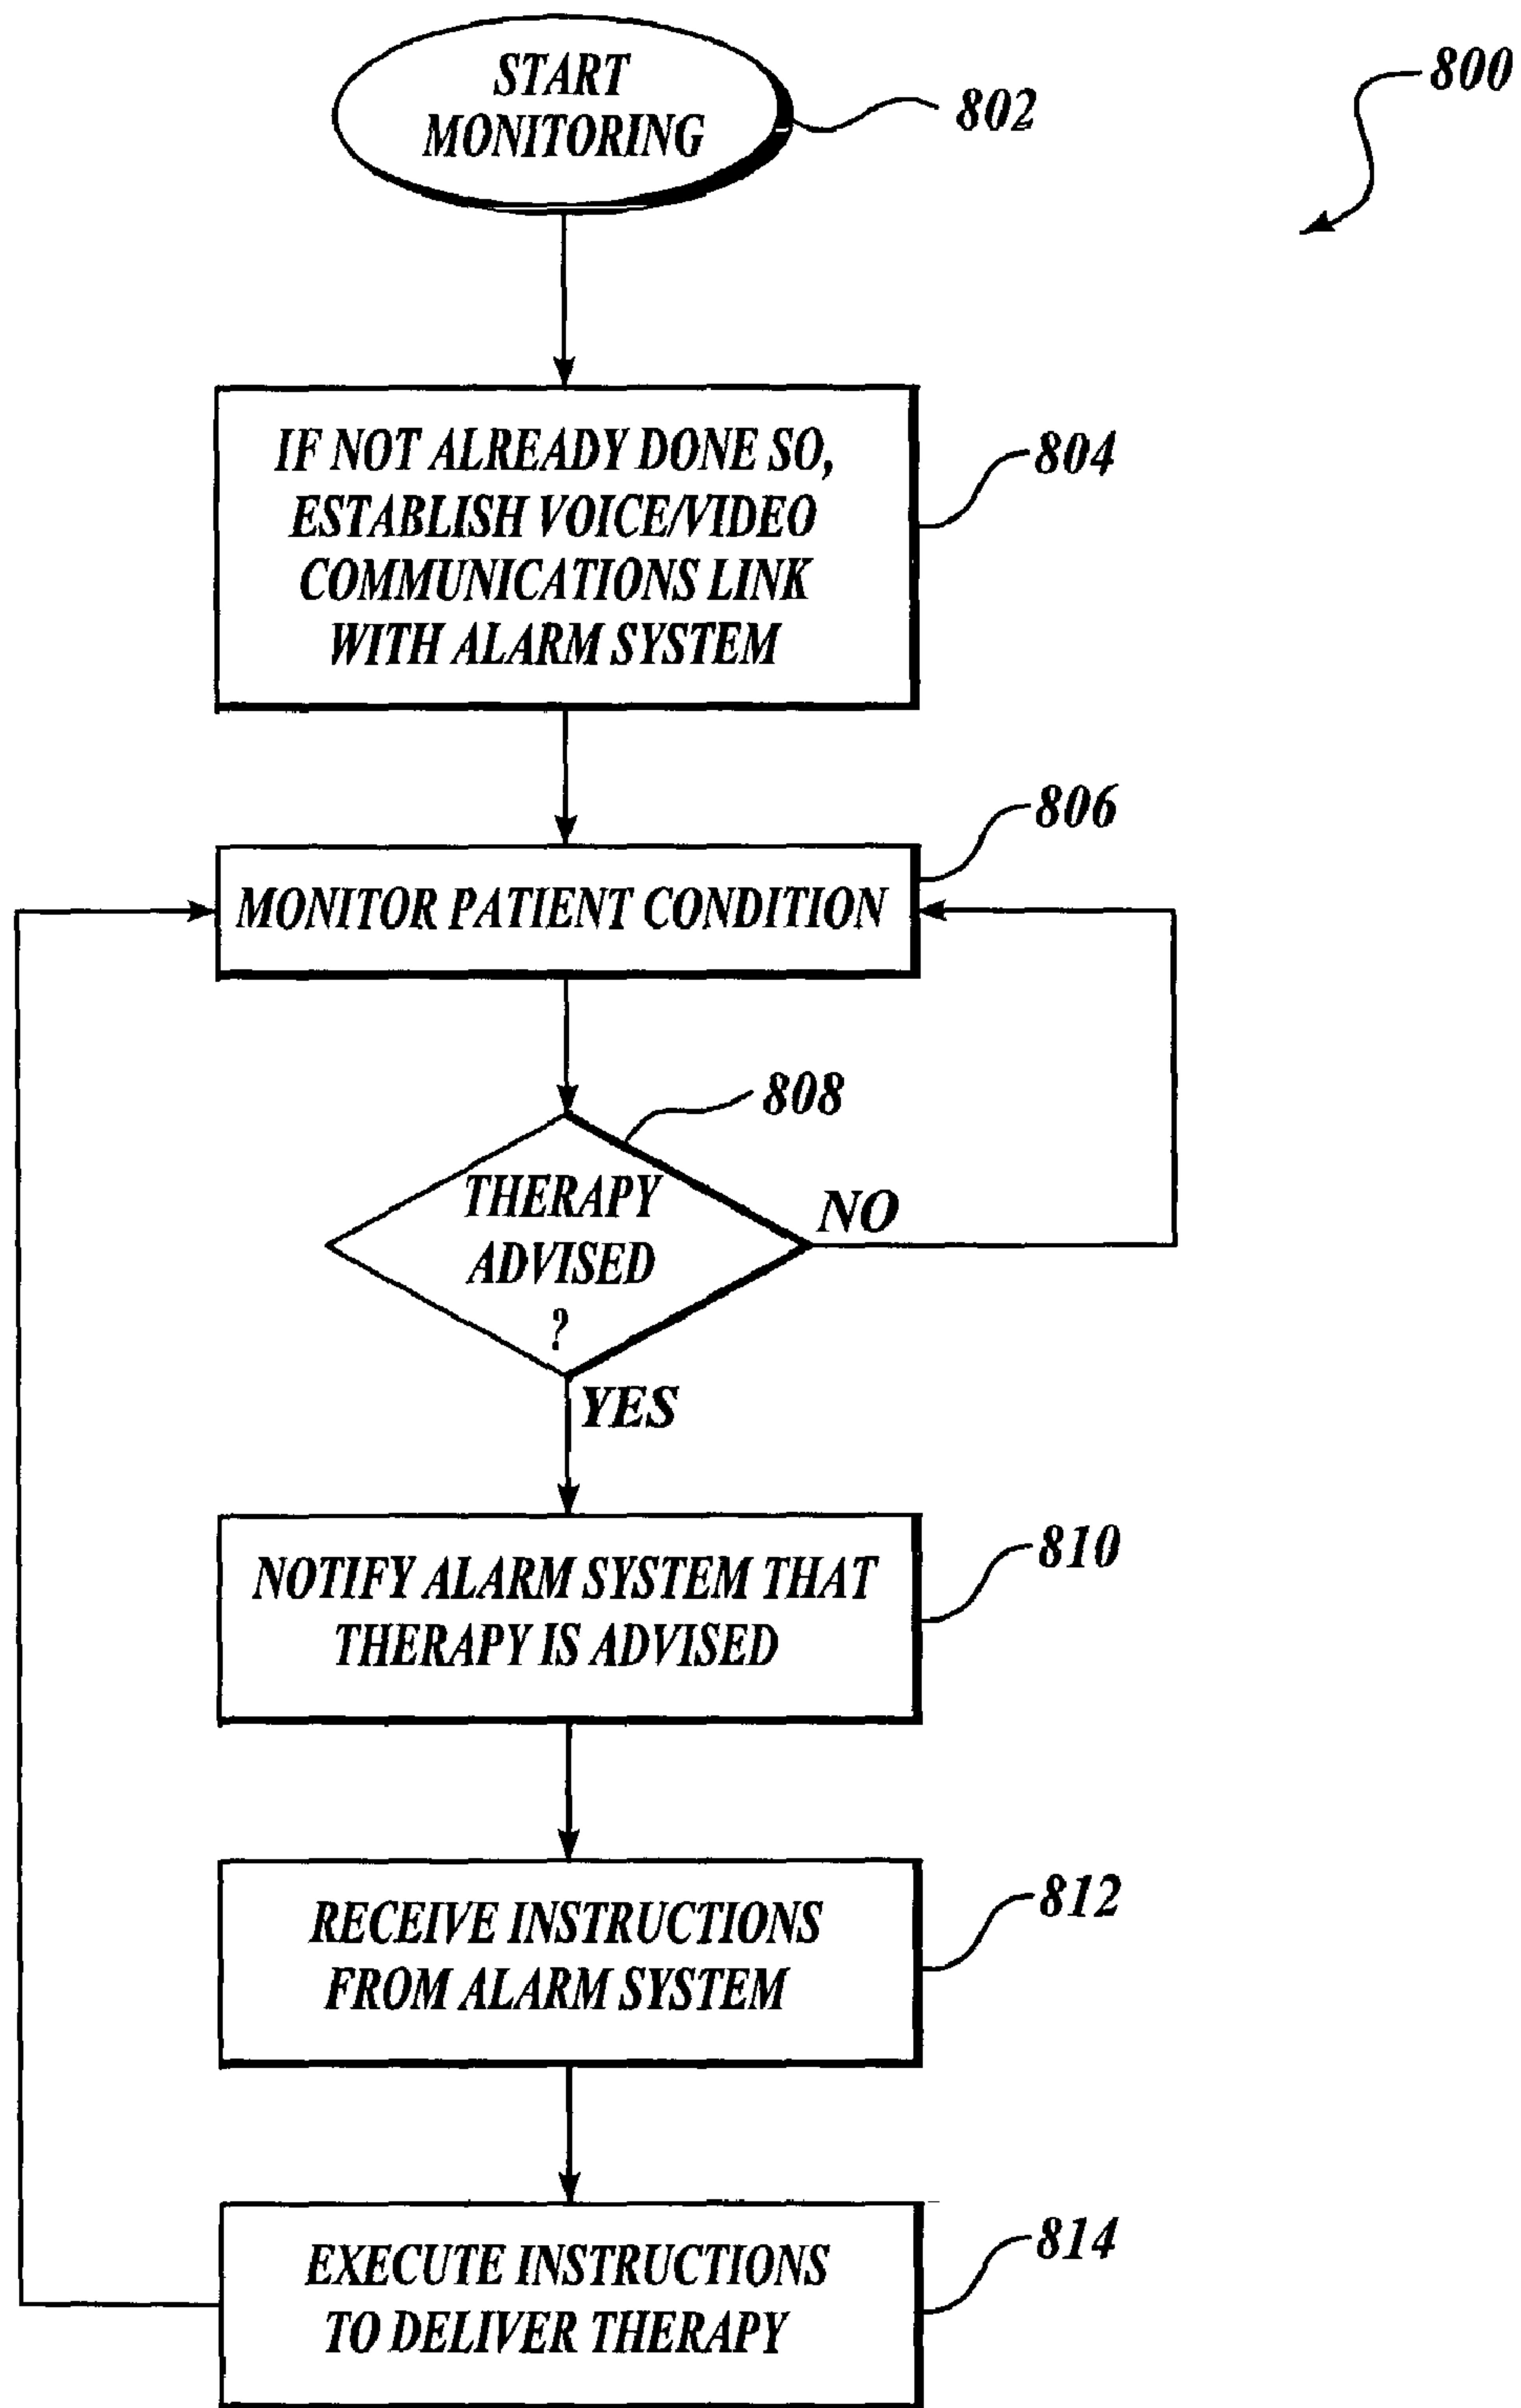 START
MONITORING
802
800
IF NOT ALREADY DONE SO,
ESTABLISH VOICE/VIDEO
COMMUNICATIONS LINK
WITH ALARM SYSTEM
804
806
MONITOR PATIENT CONDITION
808
THERAPY
ADVISED
?
NO
YES
810
NOTIFY ALARM SYSTEM THAT
THERAPY IS ADVISED
812
RECEIVE INSTRUCTIONS
FROM ALARM SYSTEM
814
EXECUTE INSTRUCTIONS
TO DELIVER THERAPY